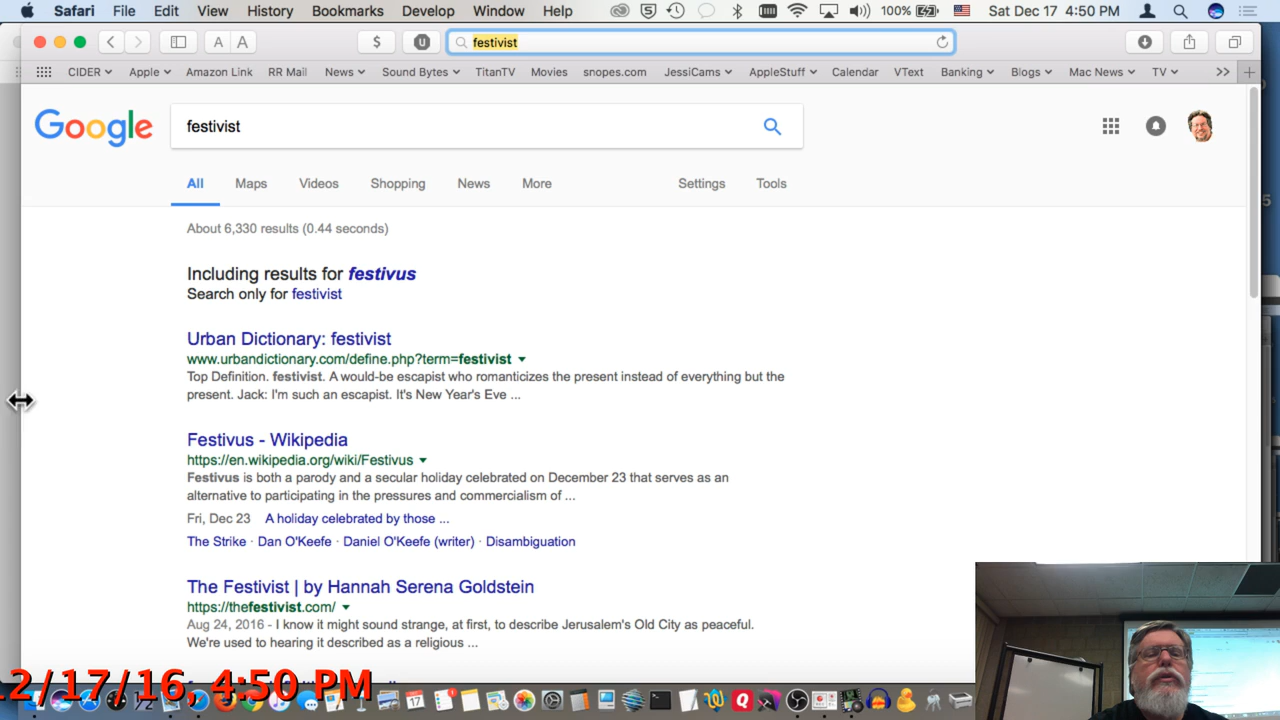 Safari File Edit View History Bookmarks Develop Window Help 5 100% Sat Dec 17 4:50 PM
A A $ U festivist
CIDER Apple Amazon Link RR Mail News Sound Bytes TitanTV Movies snopes.com JessiCams AppleStuff Calendar VText Banking Blogs Mac News TV >> +
Google festivist
All Maps Videos Shopping News More Settings Tools
About 6,330 results (0.44 seconds)
Including results for festivus
Search only for festivist
Urban Dictionary: festivist
www.urbandictionary.com/define.php?term=festivist
Top Definition. festivist. A would-be escapist who romanticizes the present instead of everything but the
present. Jack: I'm such an escapist. It's New Year's Eve ...
Festivus - Wikipedia
https://en.wikipedia.org/wiki/Festivus
Festivus is both a parody and a secular holiday celebrated on December 23 that serves as an
alternative to participating in the pressures and commercialism of ...
Fri, Dec 23 A holiday celebrated by those ...
The Strike · Dan O'Keefe · Daniel O'Keefe (writer) · Disambiguation
The Festivist | by Hannah Serena Goldstein
https://thefestivist.com/
Aug 24, 2016 - I know it might sound strange, at first, to describe Jerusalem's Old City as peaceful.
We're used to hearing it described as a religious ...
12/17/16, 4:50 PM
17